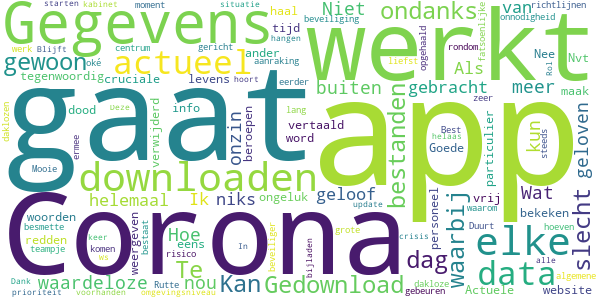 starten kabinet moment situatie
Gegevens
centrum beveiliging haal hangen
Niet ondanks van richtlijnen onnodigheid fatsoenlijke
werk gericht tijd aanraking liefst
Blijft oké ander opgehaald rondom
werkt
gewoon actueel
Als Nee Nvt
tegenwoordig cruciale levens hoort eerder
buiten gebracht meer maak Rol
gaat app
daklozen dood verwijderd info onzin beroepen lang vertaald word
bestanden zeer particulier Best helaas Goede kun steeds geloven
Mooie ermee Deze
downloaden
helemaal Ik niks ongeluk geloof update
personeel vrij Wat bekeken waarom hoeven
Corona
woorden besmette redden teampje
weergeven keer komen Ws bestaat
Hoe eens risico In grote crisis bijladen
dag waarbij Duurt elke slecht
Te nou beveiliger
Dank waardeloze Rutte Kan Gedownload dakloze data Actuele alle algemene
prioriteit voorhanden omgevingsniveau gebeuren website